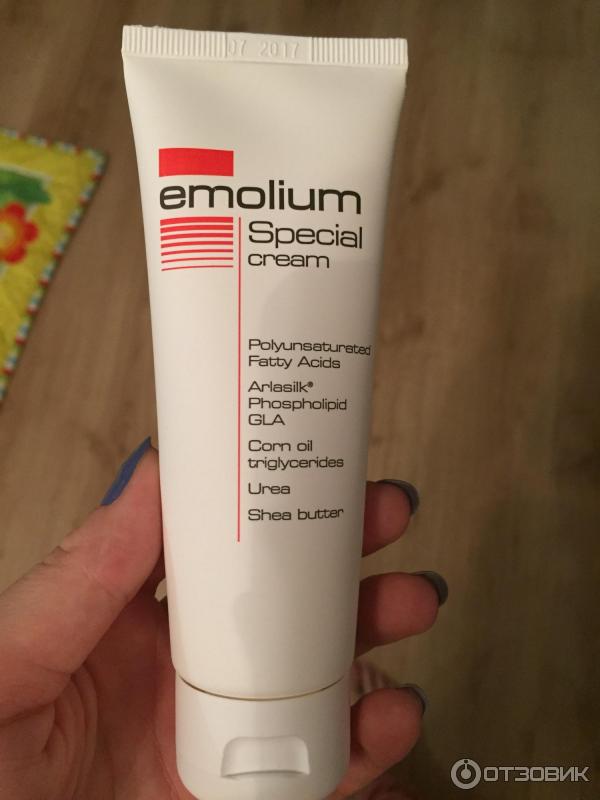 07 2017
emolium
Special
cream
Polyunsaturated
Fatty Acids
Arlasilk®
Phospholipid
GLA
Corn oil
triglycerides
Urea
Shea butter
ОТЗОВИК